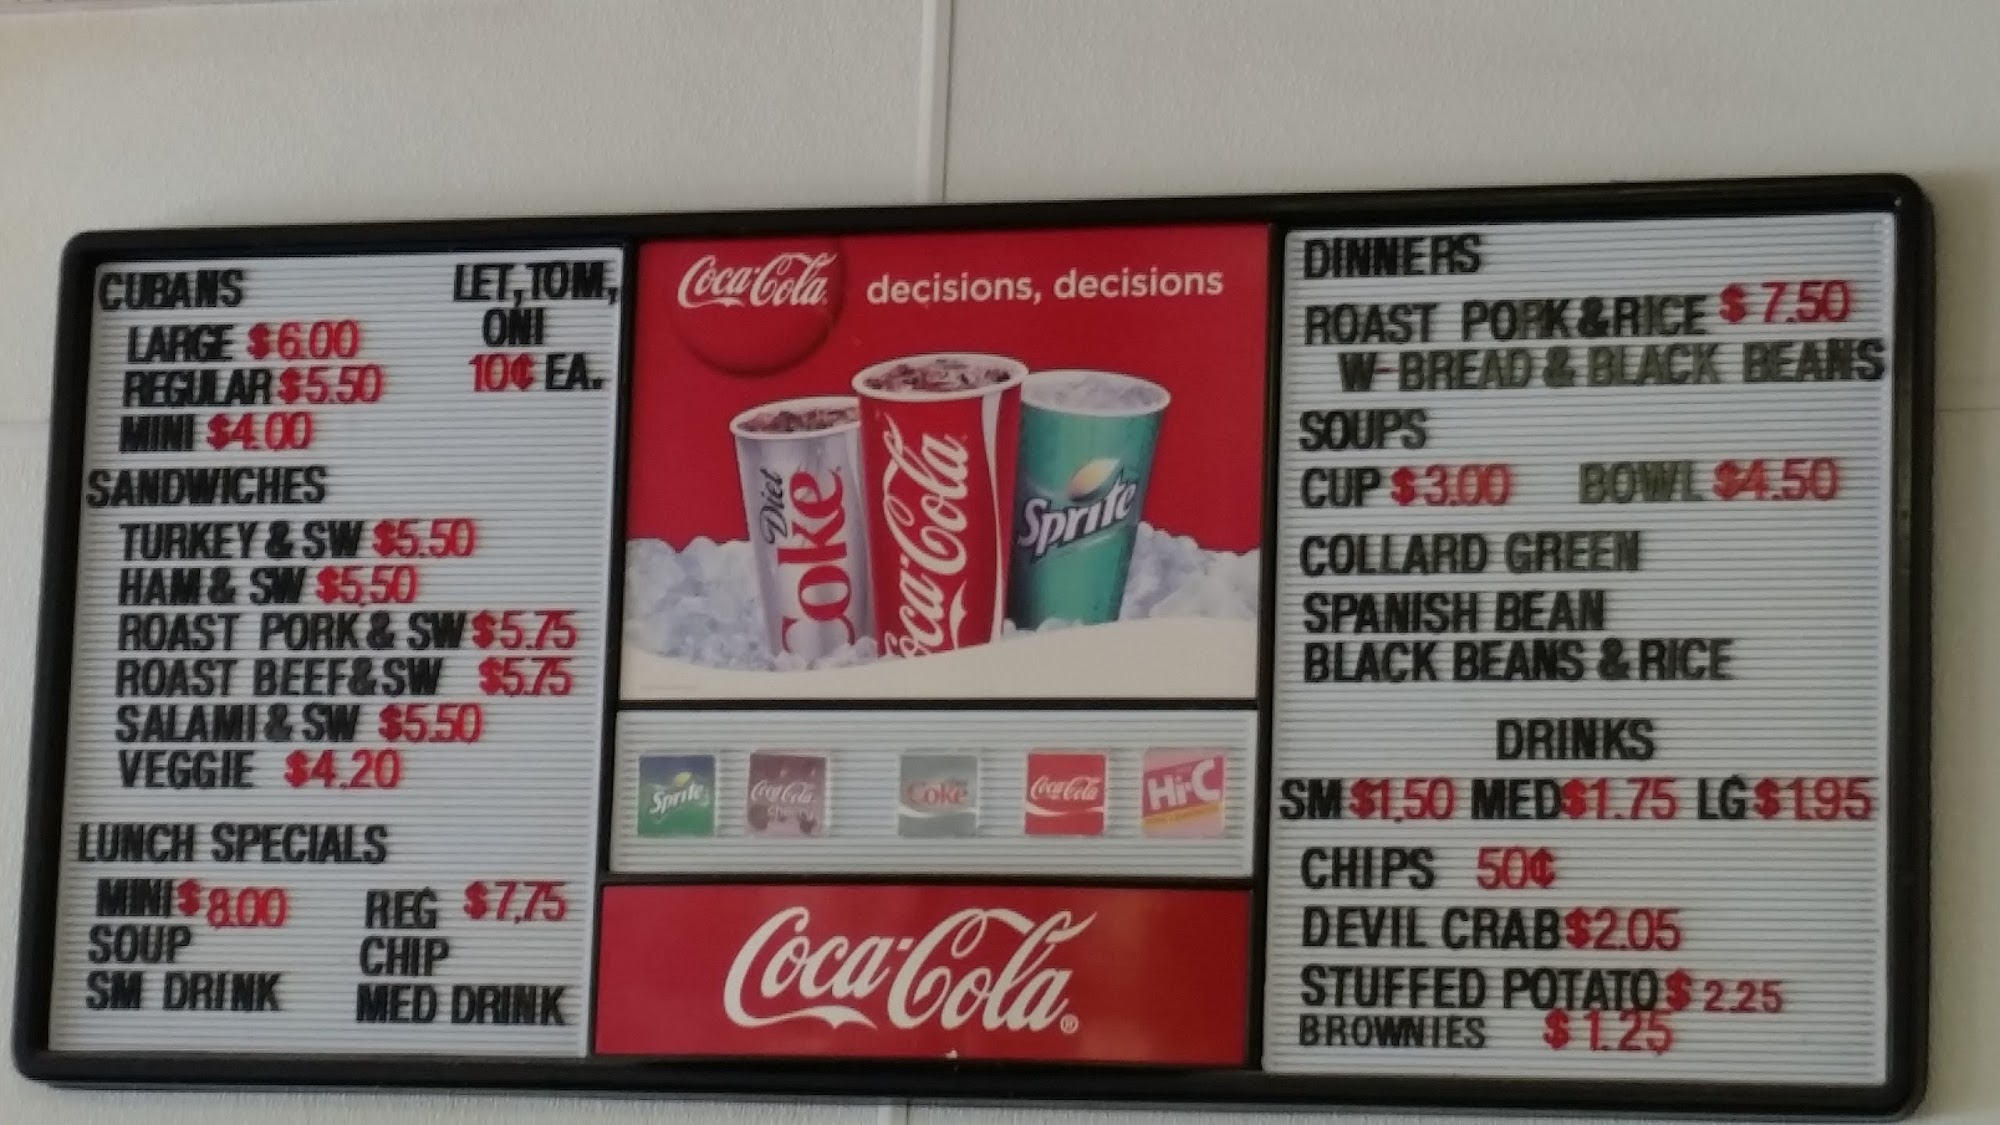 CUBANS
LARGE $6.00
REGULAR $5.50
MINI $4.00
LET, TOM,
ONI
10¢ EA.
SANDWICHES
TURKEY & SW $5.50
HAM & SW $5.50
ROAST PORK & SW $5.75
ROAST BEEF & SW $5.75
SALAMI & SW $5.50
VEGGIE $4.20
LUNCH SPECIALS
MINI $8.00
SOUP
SM DRINK
REG $7.75
CHIP
MED DRINK
Coca-Cola decisions, decisions
Diet Coke
Coca-Cola
Sprite
Sprite
Coca-Cola Cherry
Coke
Coca-Cola
Hi-C
Coca-Cola®
DINNERS
ROAST PORK & RICE $7.50
W-BREAD & BLACK BEANS
SOUPS
CUP $3.00 BOWL $4.50
COLLARD GREEN
SPANISH BEAN
BLACK BEANS & RICE
DRINKS
SM $1.50 MED $1.75 LG $1.95
CHIPS 50¢
DEVIL CRAB $2.05
STUFFED POTATO $2.25
BROWNIES $1.25